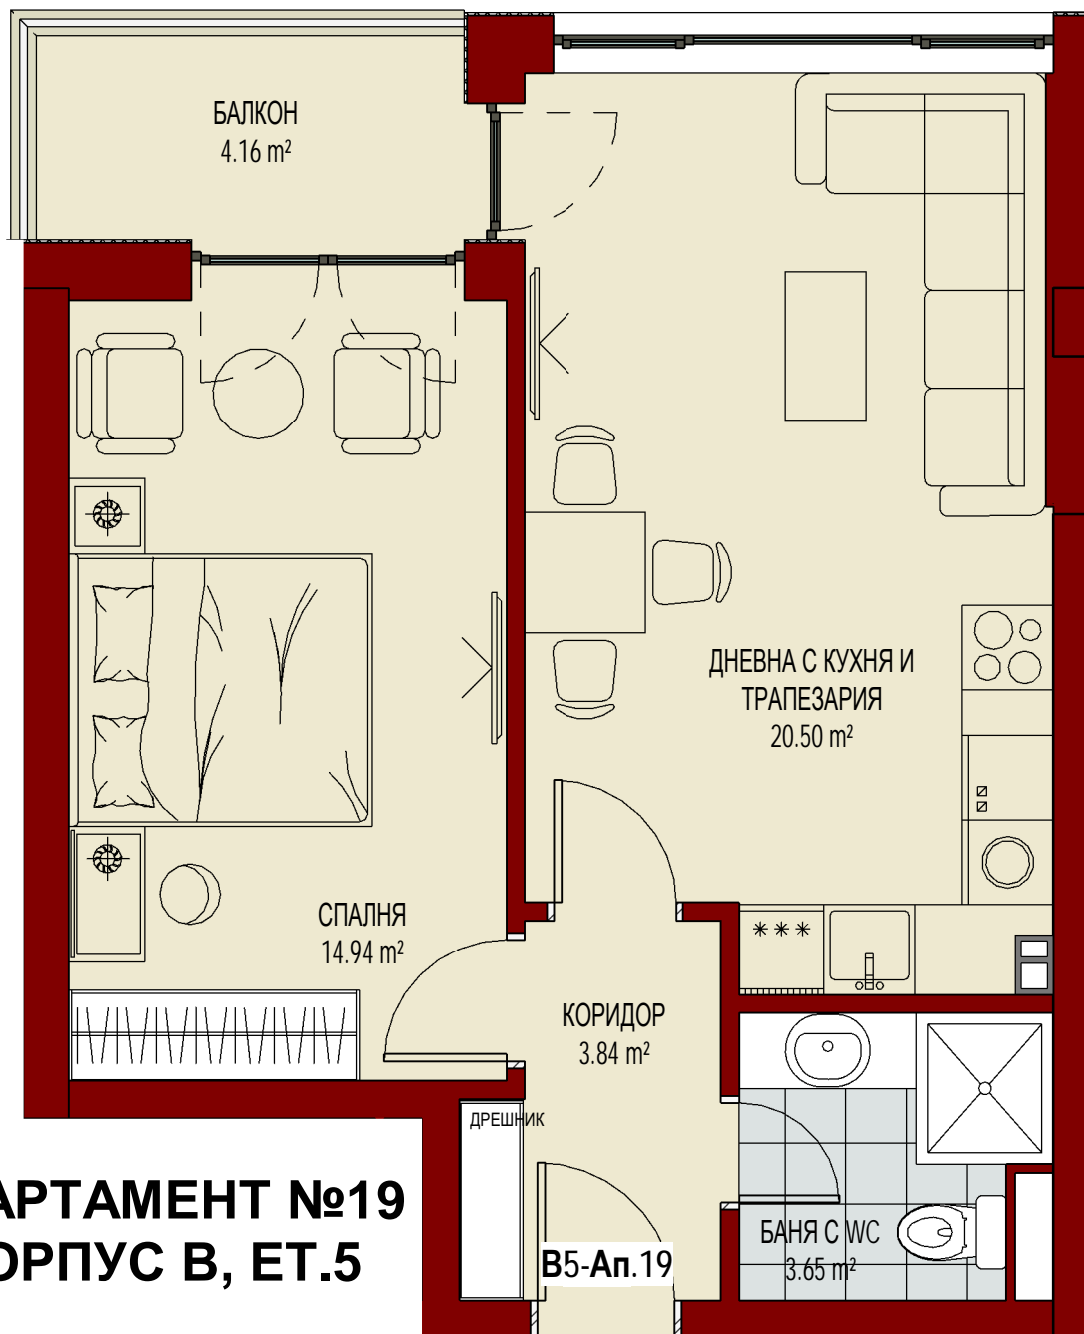 БАЛКОН
4.16 m²
ДНЕВНА С КУХНЯ И
ТРАПЕЗАРИЯ
20.50 m²
СПАЛНЯ
14.94 m²
КОРИДОР
3.84 m²
ДРЕШНИК
БАНЯ С WC
3.65 m²
B5-Ап.19
АРТАМЕНТ №19
ОРПУС В, ЕТ.5